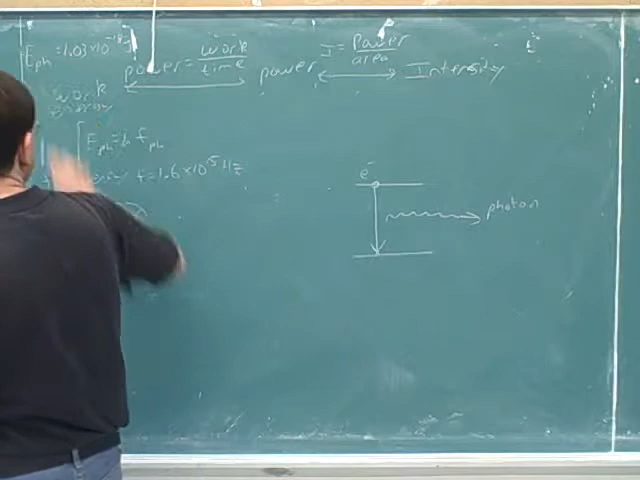 E_ph = 1.03×10^-18 J
power = work/time
power
I = Power/area
Intensity
work
E_ph = h f_ph
f = 1.6×10^15 Hz
e^-
photon